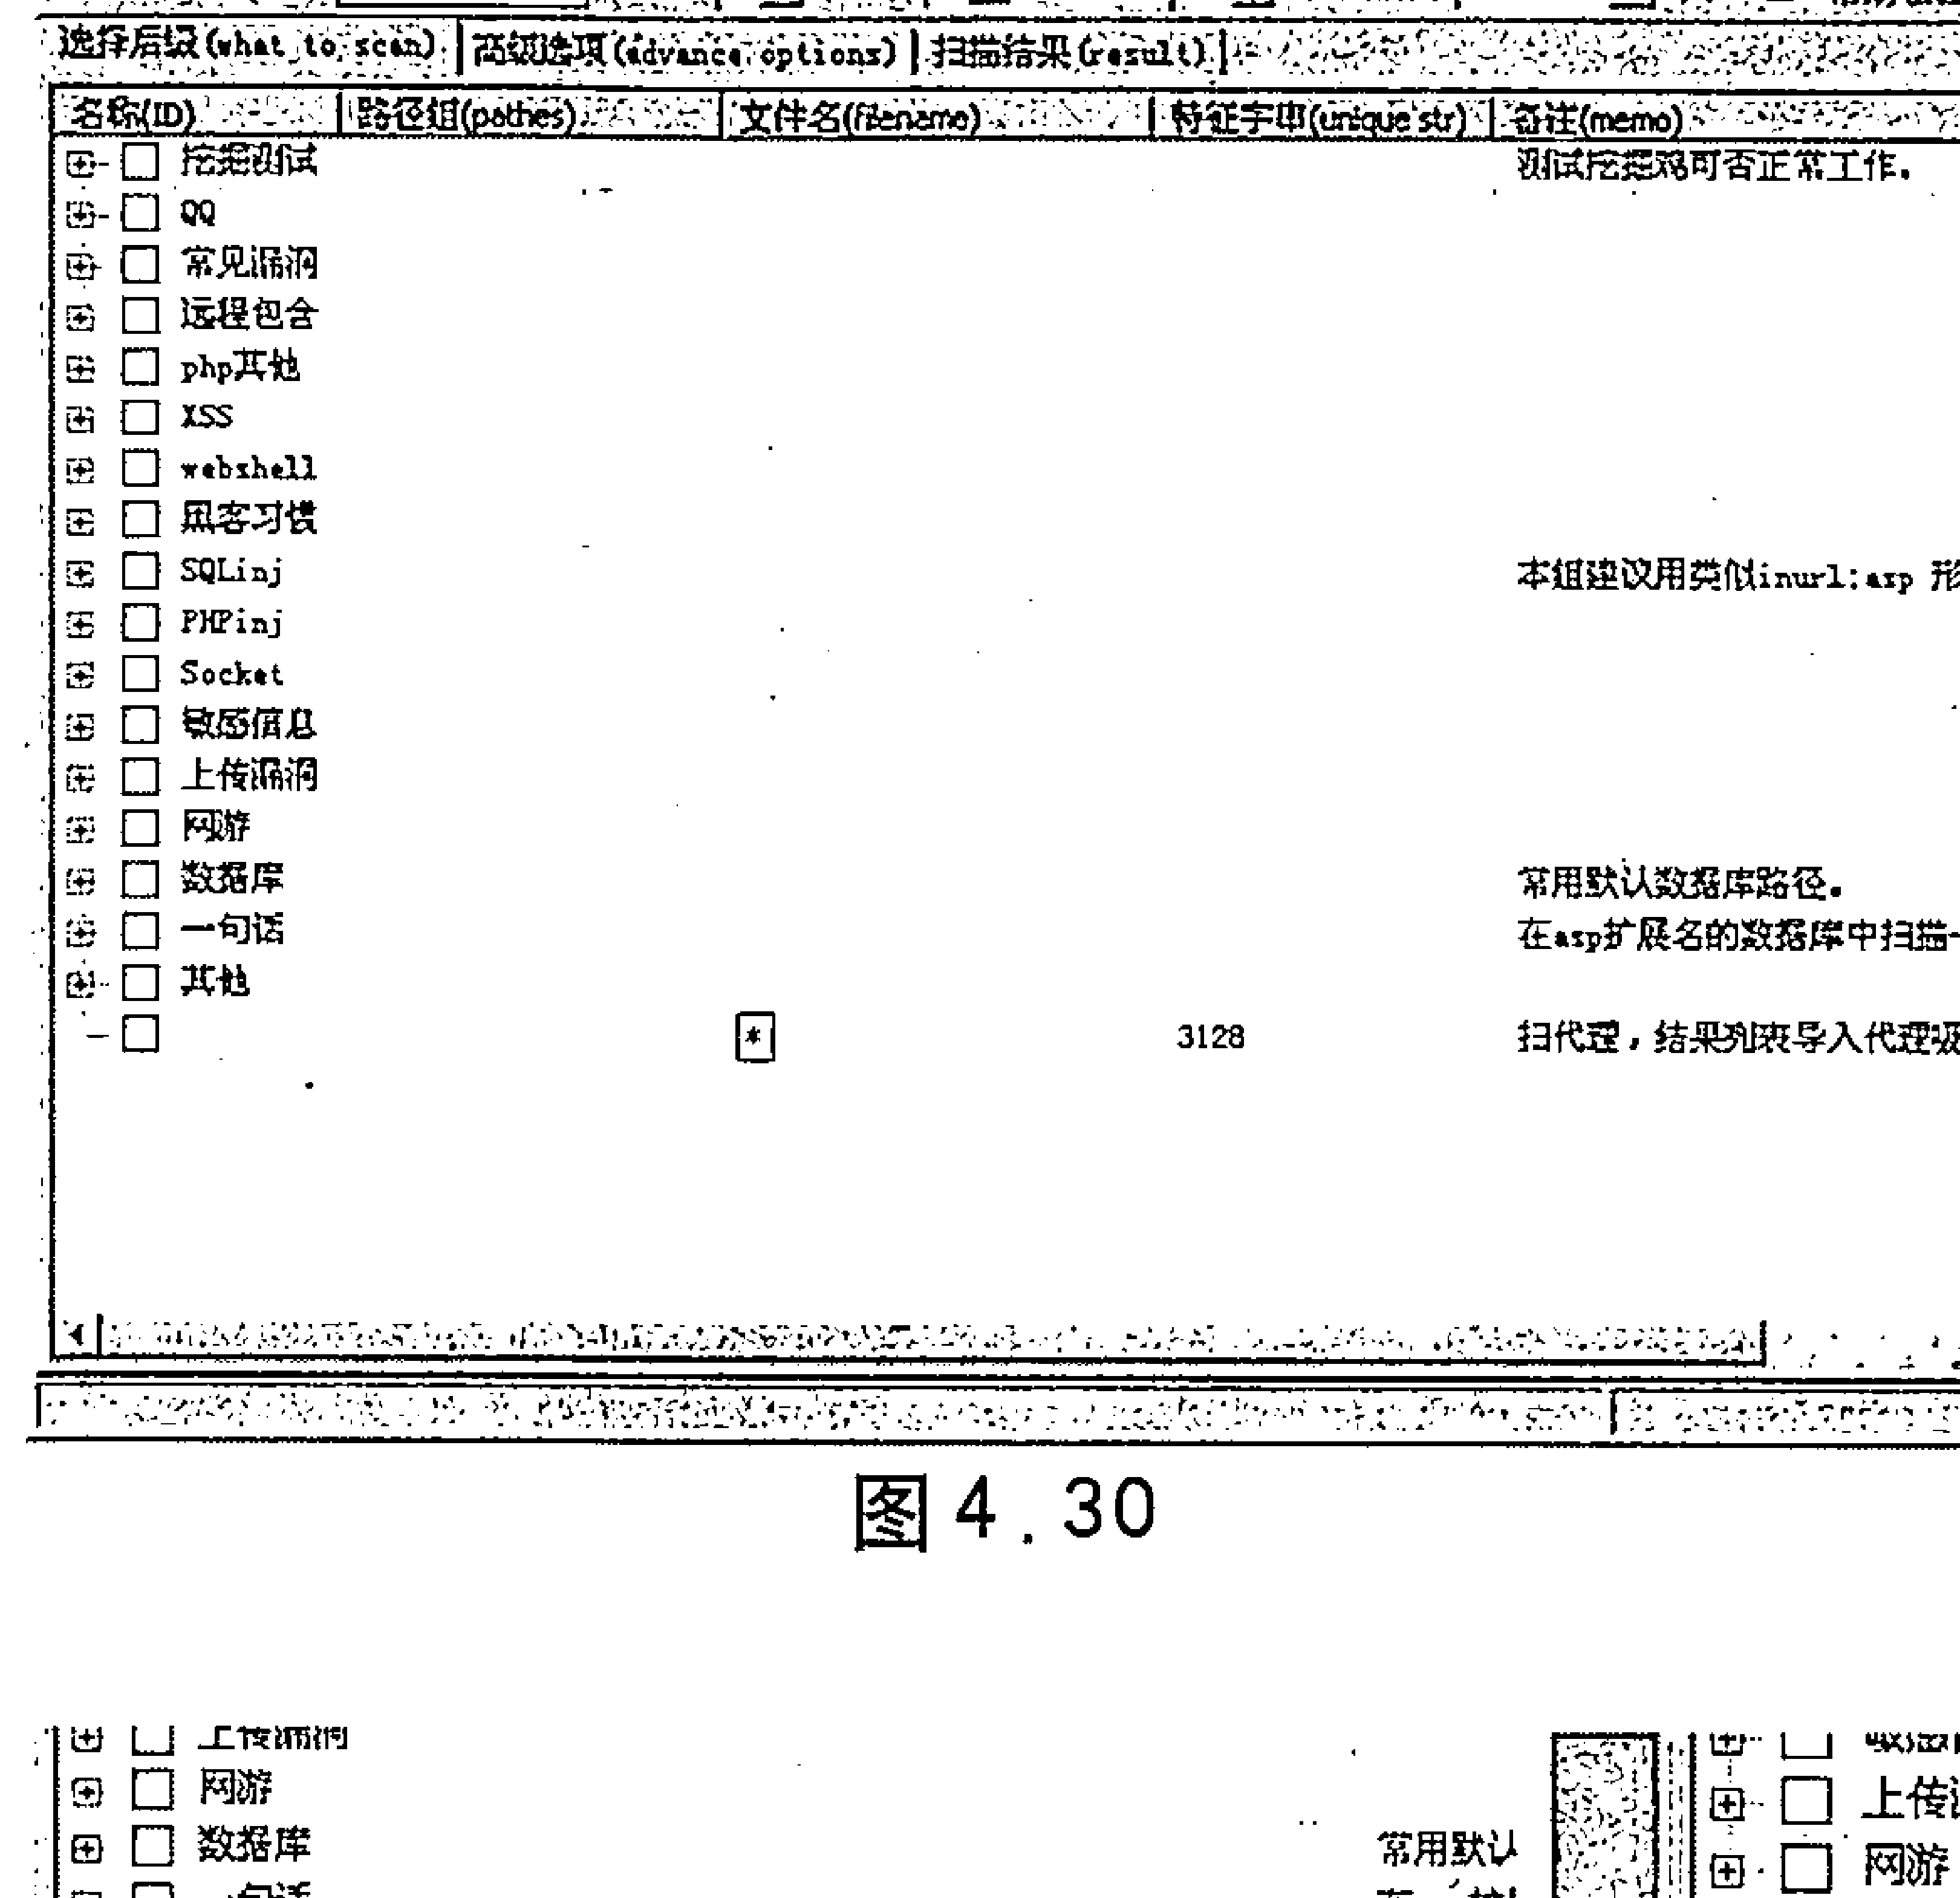 选择后缀(what to scan) 高级选项(advance options) 扫描结果(result)
名称(ID) 路径组(pathes) 文件名(filename) 特征字串(unique str) 备注(memo)
挖掘测试 测试挖掘鸡可否正常工作.
QQ
常见漏洞
远程包含
php其他
XSS
webshell
黑客习惯
SQLinj 本组建议用类似inurl:asp 形
PHPinj
Socket
敏感信息
上传漏洞
网游
数据库 常用默认数据库路径.
一句话 在asp扩展名的数据库中扫描一
其他
* 3128 扫代理,结果列表导入代理
图 4.30
上传漏洞
网游 上传
数据库 常用默认 网游
句话